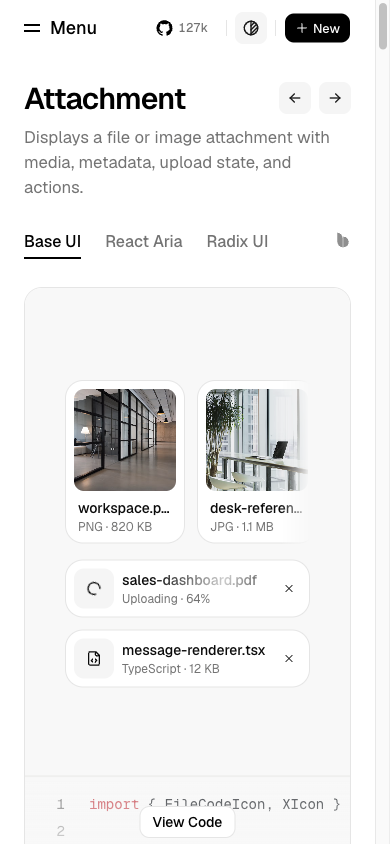 Menu
127k
New
Attachment
Displays a file or image attachment with
media, metadata, upload state, and
actions.
Base UI
React Aria
Radix UI
workspace.p...
PNG · 820 KB
desk-referen...
JPG · 1.1 MB
sales-dashboard.pdf
Uploading · 64%
message-renderer.tsx
TypeScript · 12 KB
1 import { FileCodeIcon, XIcon }
2
View Code